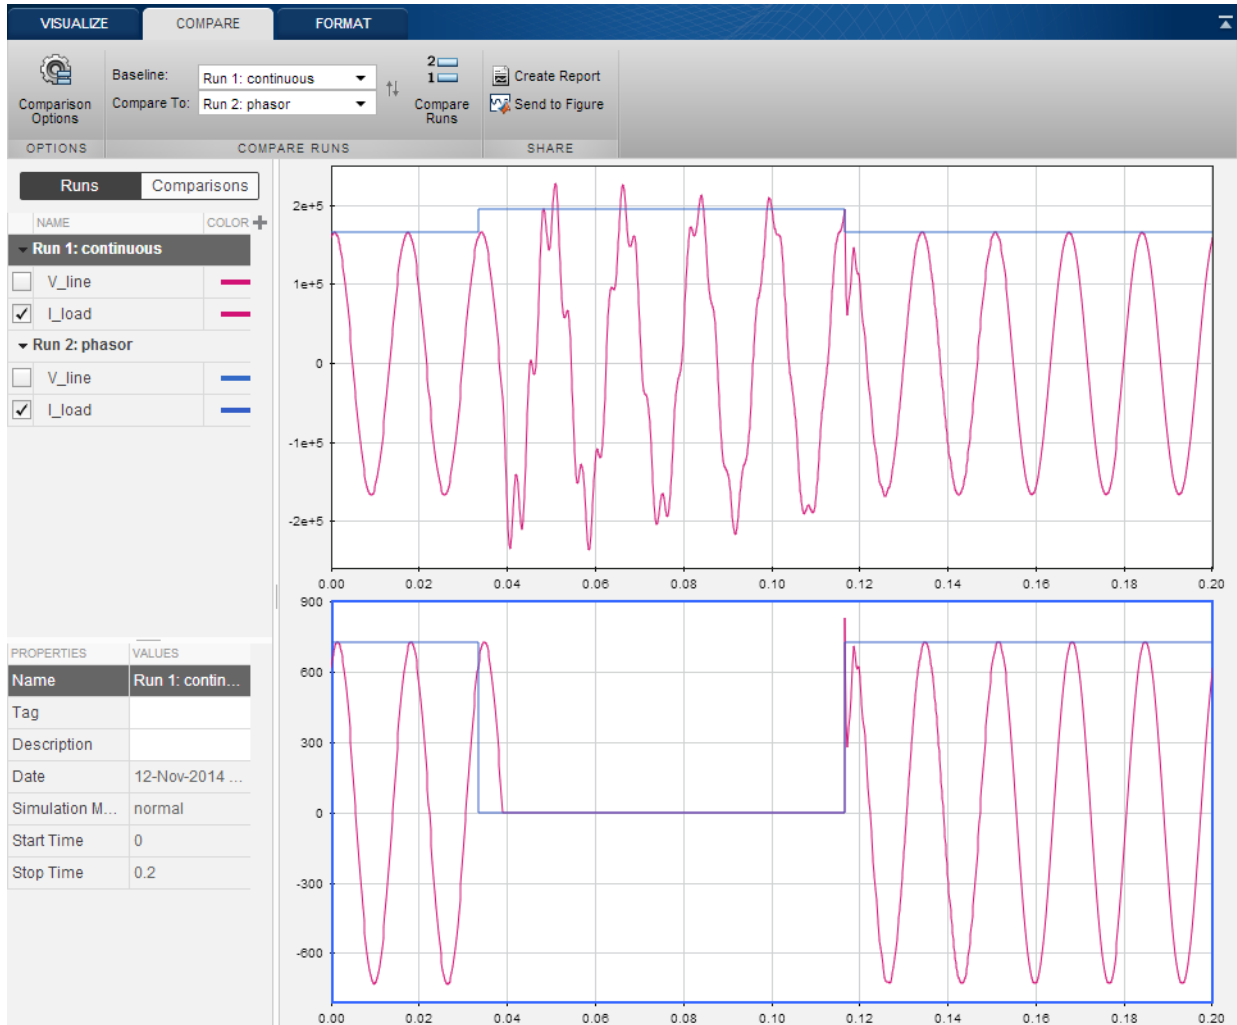 VISUALIZE COMPARE FORMAT
Comparison Options
Baseline: Run 1: continuous
Compare To: Run 2: phasor
2
1
Compare Runs
Create Report
Send to Figure
OPTIONS COMPARE RUNS SHARE
Runs Comparisons
NAME COLOR
Run 1: continuous
V_line
I_load
Run 2: phasor
V_line
I_load
PROPERTIES VALUES
Name Run 1: contin...
Tag
Description
Date 12-Nov-2014 ...
Simulation M... normal
Start Time 0
Stop Time 0.2
2e+5
1e+5
0
-1e+5
-2e+5
0.00 0.02 0.04 0.06 0.08 0.10 0.12 0.14 0.16 0.18 0.20
900
600
300
0
-300
-600
0.00 0.02 0.04 0.06 0.08 0.10 0.12 0.14 0.16 0.18 0.20